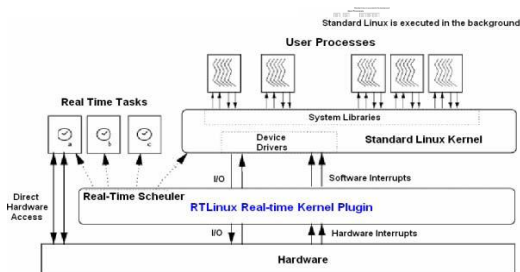 Standard Linux is executed in the background
User Processes
Real Time Tasks
a
b
c
System Libraries
Device
Drivers
Standard Linux Kernel
Direct
Hardware
Access
I/O
Software Interrupts
Real-Time Scheuler
RTLinux Real-time Kernel Plugin
I/O
Hardware Interrupts
Hardware